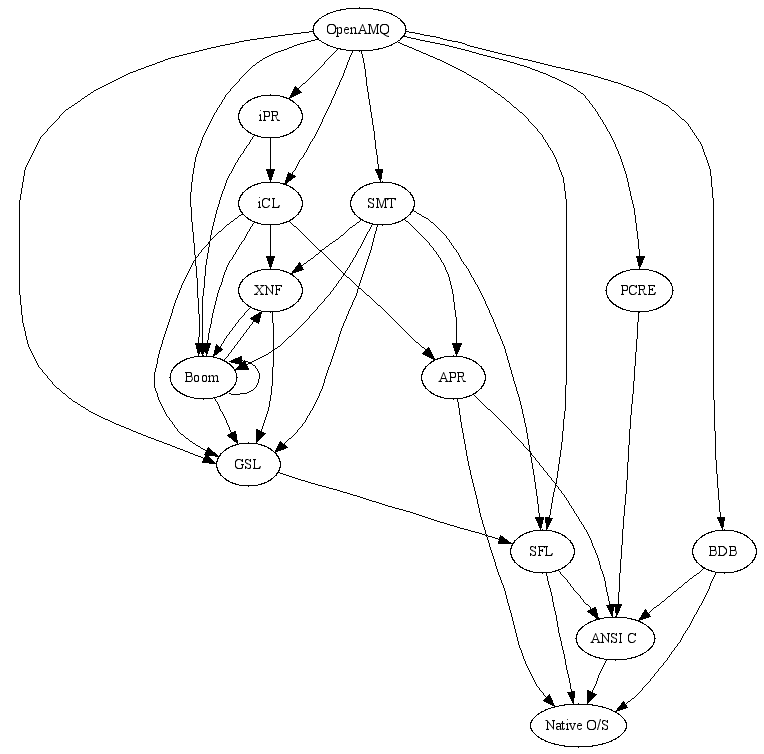 OpenAMQ
iPR
iCL
SMT
XNF
PCRE
Boom
APR
GSL
SFL
BDB
ANSI C
Native O/S